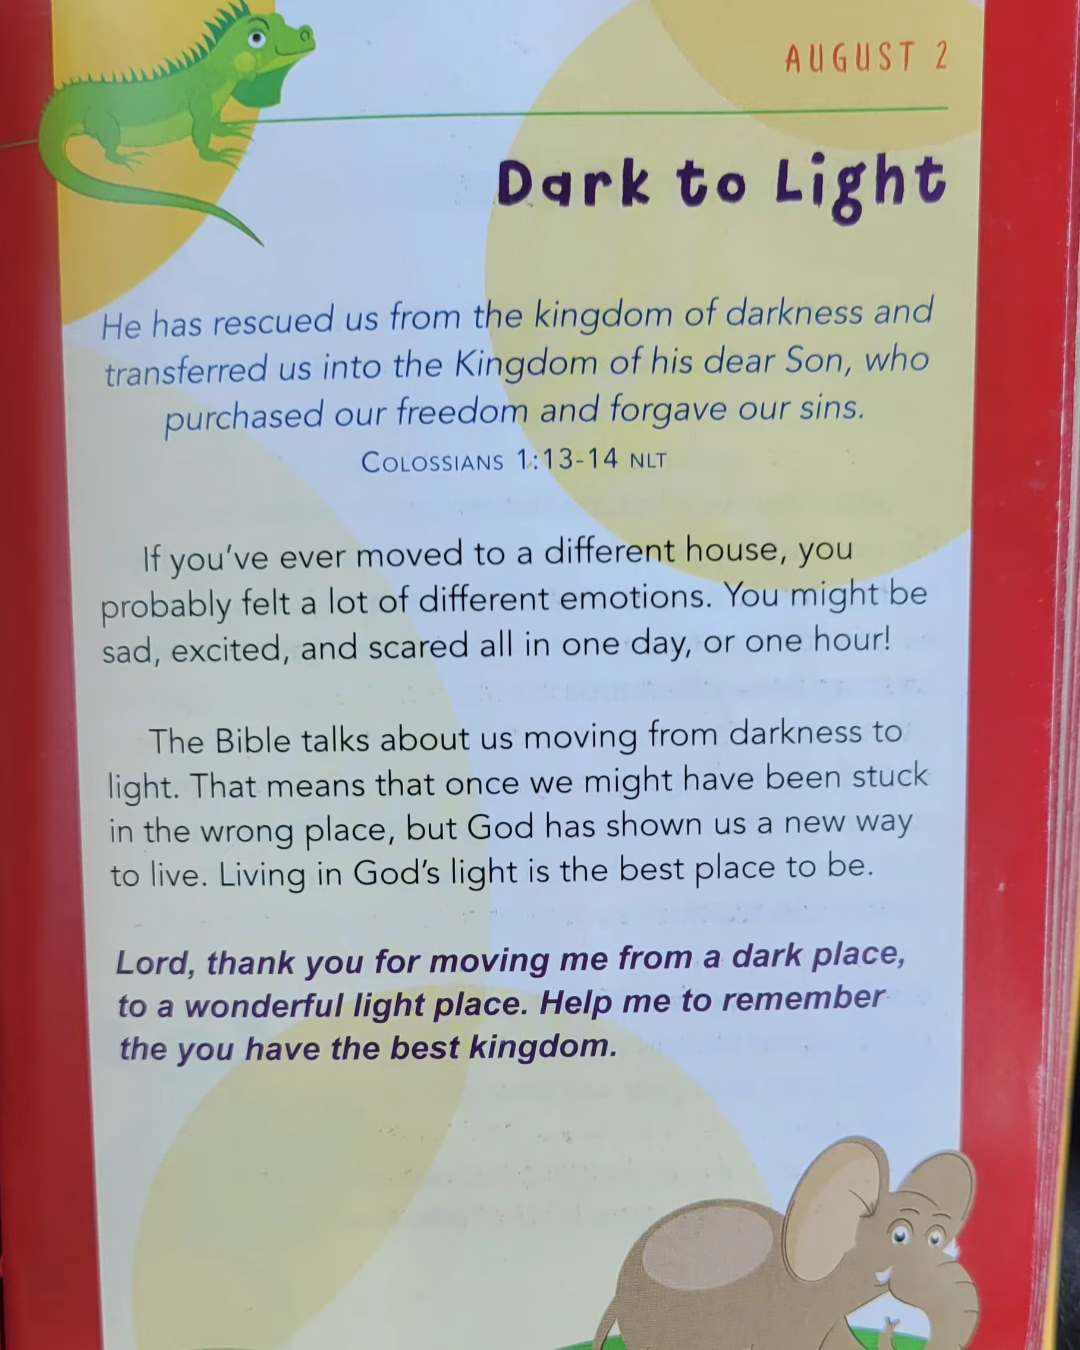 AUGUST 2
Dark to Light
He has rescued us from the kingdom of darkness and
transferred us into the Kingdom of his dear Son, who
purchased our freedom and forgave our sins.
COLOSSIANS 1:13-14 NLT
If you've ever moved to a different house, you
probably felt a lot of different emotions. You might be
sad, excited, and scared all in one day, or one hour!
The Bible talks about us moving from darkness to
light. That means that once we might have been stuck
in the wrong place, but God has shown us a new way
to live. Living in God's light is the best place to be.
Lord, thank you for moving me from a dark place,
to a wonderful light place. Help me to remember
the you have the best kingdom.